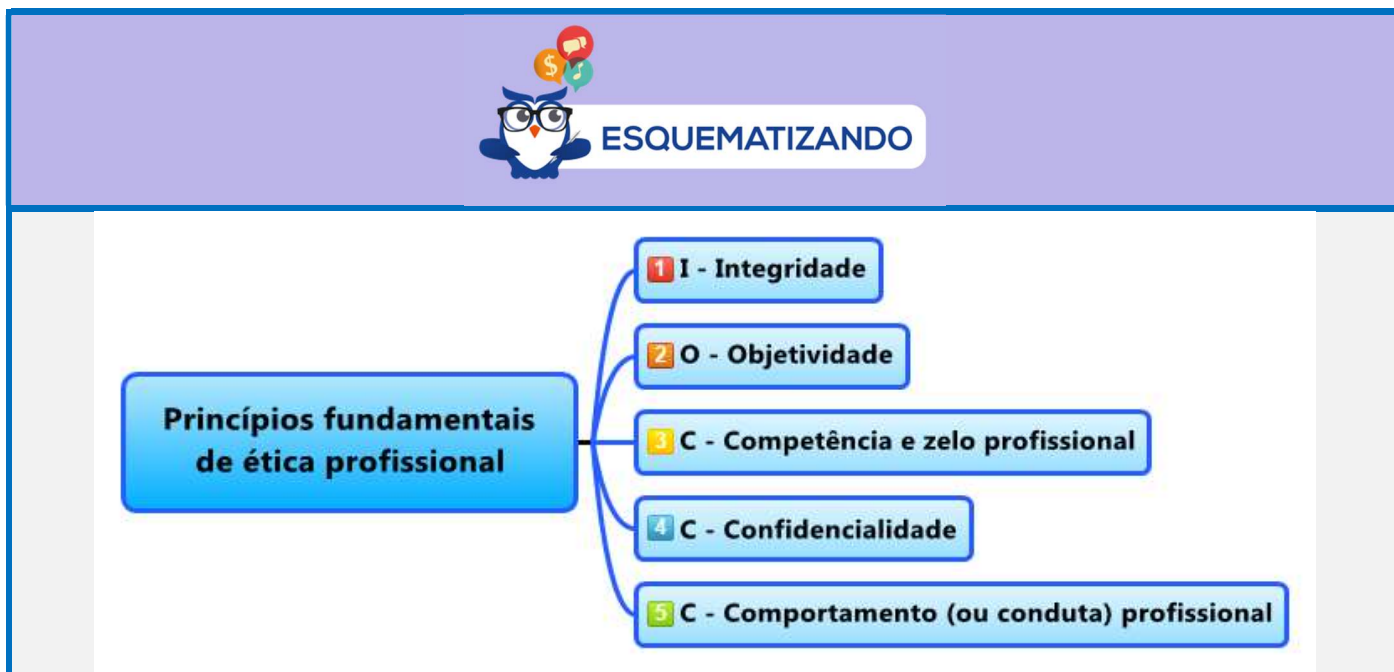 $
ESQUEMATIZANDO
Princípios fundamentais
de ética profissional
1 I - Integridade
2 O - Objetividade
3 C - Competência e zelo profissional
4 C - Confidencialidade
5 C - Comportamento (ou conduta) profissional